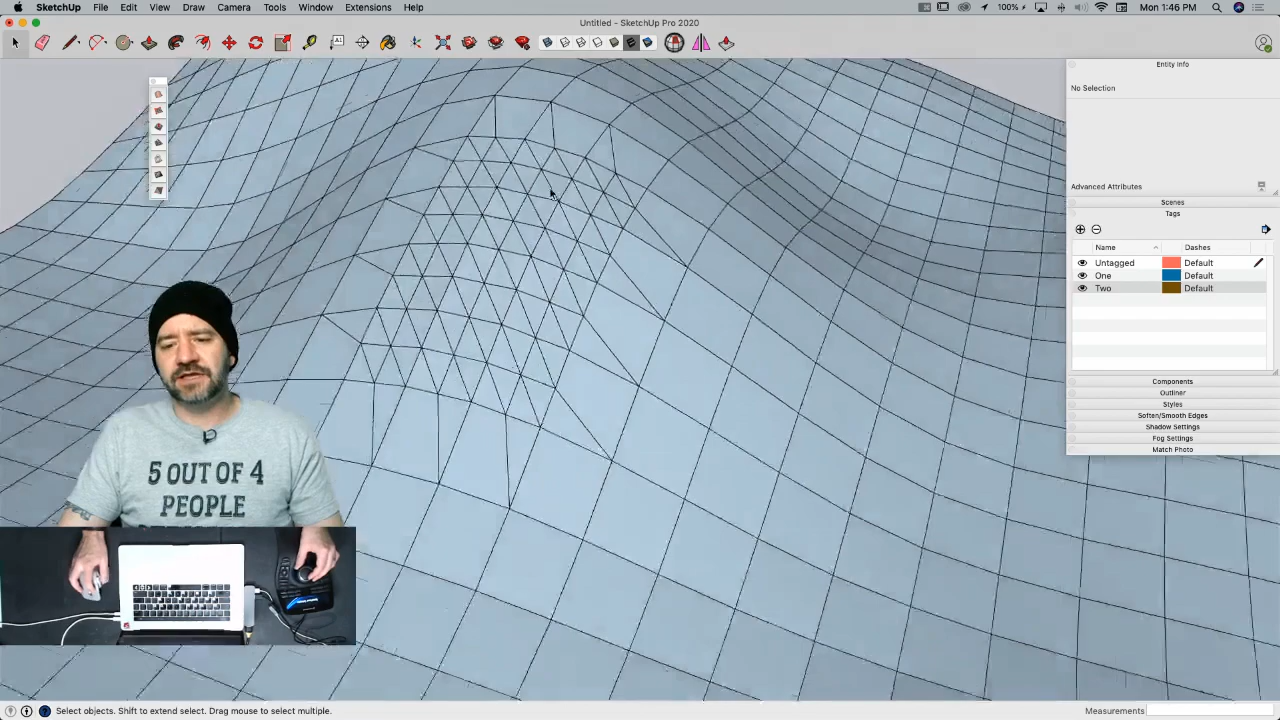 SketchUp File Edit View Draw Camera Tools Window Extensions Help 100% Mon 1:46 PM
Untitled - SketchUp Pro 2020
Entity Info
No Selection
Advanced Attributes
Scenes
Tags
Name Dashes
Untagged Default
One Default
Two Default
Components
Outliner
Styles
Soften/Smooth Edges
Shadow Settings
Fog Settings
Match Photo
5 OUT OF 4
PEOPLE
Select objects. Shift to extend select. Drag mouse to select multiple.
Measurements